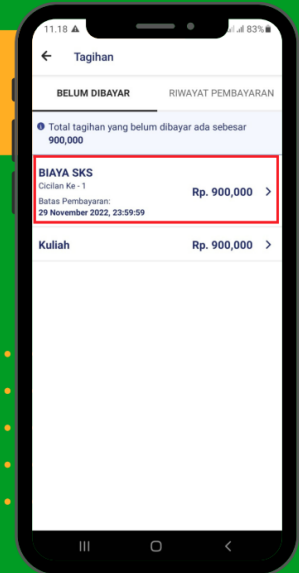 11.18
83%
Tagihan
BELUM DIBAYAR
RIWAYAT PEMBAYARAN
Total tagihan yang belum dibayar ada sebesar
900,000
BIAYA SKS
Cicilan Ke - 1
Rp. 900,000
Batas Pembayaran:
29 November 2022, 23:59:59
Kuliah
Rp. 900,000